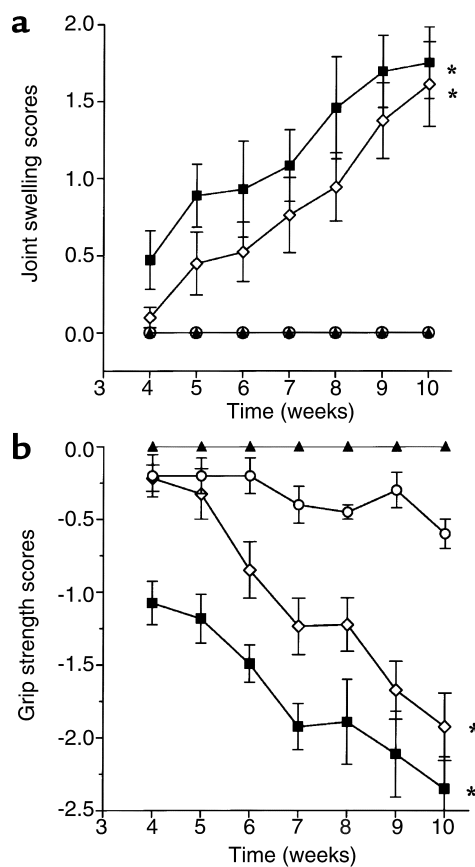 a
2.0
1.5
1.0
0.5
0.0
Joint swelling scores
3 4 5 6 7 8 9 10
Time (weeks)
*
*
b
0.0
-0.5
-1.0
-1.5
-2.0
-2.5
Grip strength scores
3 4 5 6 7 8 9 10
Time (weeks)
*
*